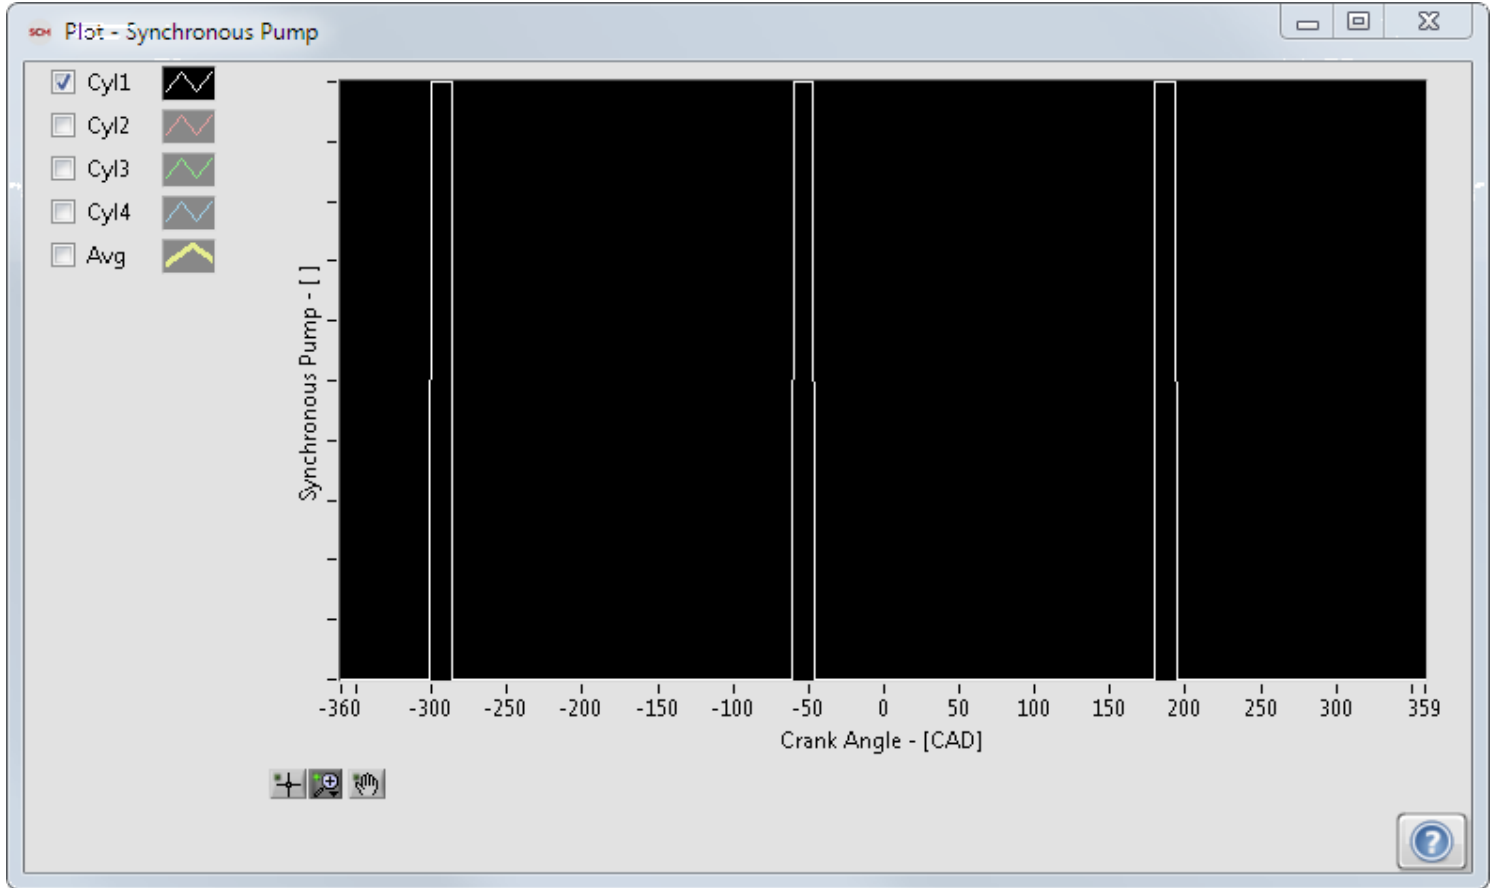 SCM Plot - Synchronous Pump
Cyl1
Cyl2
Cyl3
Cyl4
Avg
Synchronous Pump - [ ]
-360 -300 -250 -200 -150 -100 -50 0 50 100 150 200 250 300 359
Crank Angle - [CAD]
?